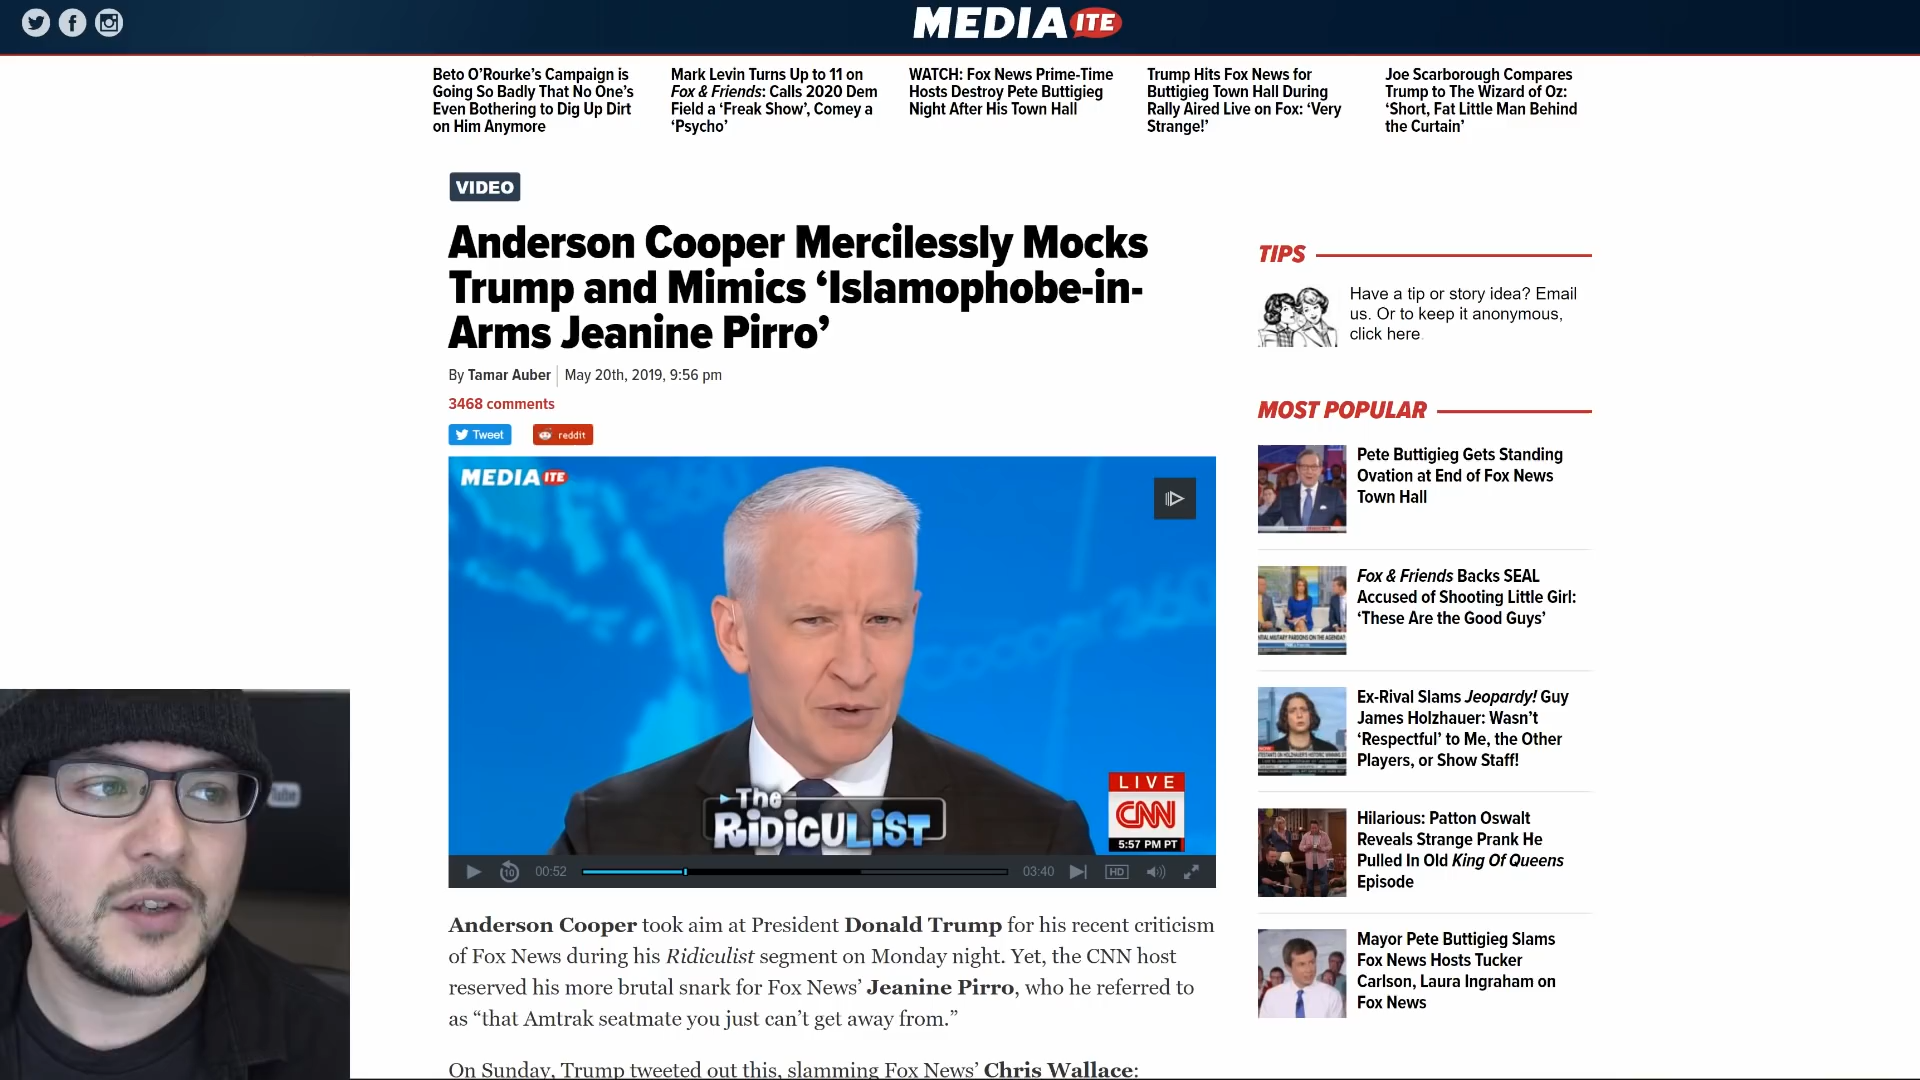 MEDIAITE
Beto O’Rourke’s Campaign is
Going So Badly That No One’s
Even Bothering to Dig Up Dirt
on Him Anymore
Mark Levin Turns Up to 11 on
Fox & Friends: Calls 2020 Dem
Field a ‘Freak Show’, Comey a
‘Psycho’
WATCH: Fox News Prime-Time
Hosts Destroy Pete Buttigieg
Night After His Town Hall
Trump Hits Fox News for
Buttigieg Town Hall During
Rally Aired Live on Fox: ‘Very
Strange!’
Joe Scarborough Compares
Trump to The Wizard of Oz:
‘Short, Fat Little Man Behind
the Curtain’
VIDEO
Anderson Cooper Mercilessly Mocks
Trump and Mimics ‘Islamophobe-in-
Arms Jeanine Pirro’
By Tamar Auber May 20th, 2019, 9:56 pm
3468 comments
Tweet
reddit
MEDIAITE
360
Cooper 360
The
RiDicULiST
LIVE
CNN
5:57 PM PT
10
00:52
03:40
HD
Anderson Cooper took aim at President Donald Trump for his recent criticism
of Fox News during his Ridiculist segment on Monday night. Yet, the CNN host
reserved his more brutal snark for Fox News’ Jeanine Pirro, who he referred to
as “that Amtrak seatmate you just can’t get away from.”
On Sunday, Trump tweeted out this, slamming Fox News’ Chris Wallace:
TIPS
Have a tip or story idea? Email
us. Or to keep it anonymous,
click here
MOST POPULAR
Pete Buttigieg Gets Standing
Ovation at End of Fox News
Town Hall
Fox & Friends Backs SEAL
Accused of Shooting Little Girl:
‘These Are the Good Guys’
Ex-Rival Slams Jeopardy! Guy
James Holzhauer: Wasn’t
‘Respectful’ to Me, the Other
Players, or Show Staff!
Hilarious: Patton Oswalt
Reveals Strange Prank He
Pulled In Old King Of Queens
Episode
Mayor Pete Buttigieg Slams
Fox News Hosts Tucker
Carlson, Laura Ingraham on
Fox News